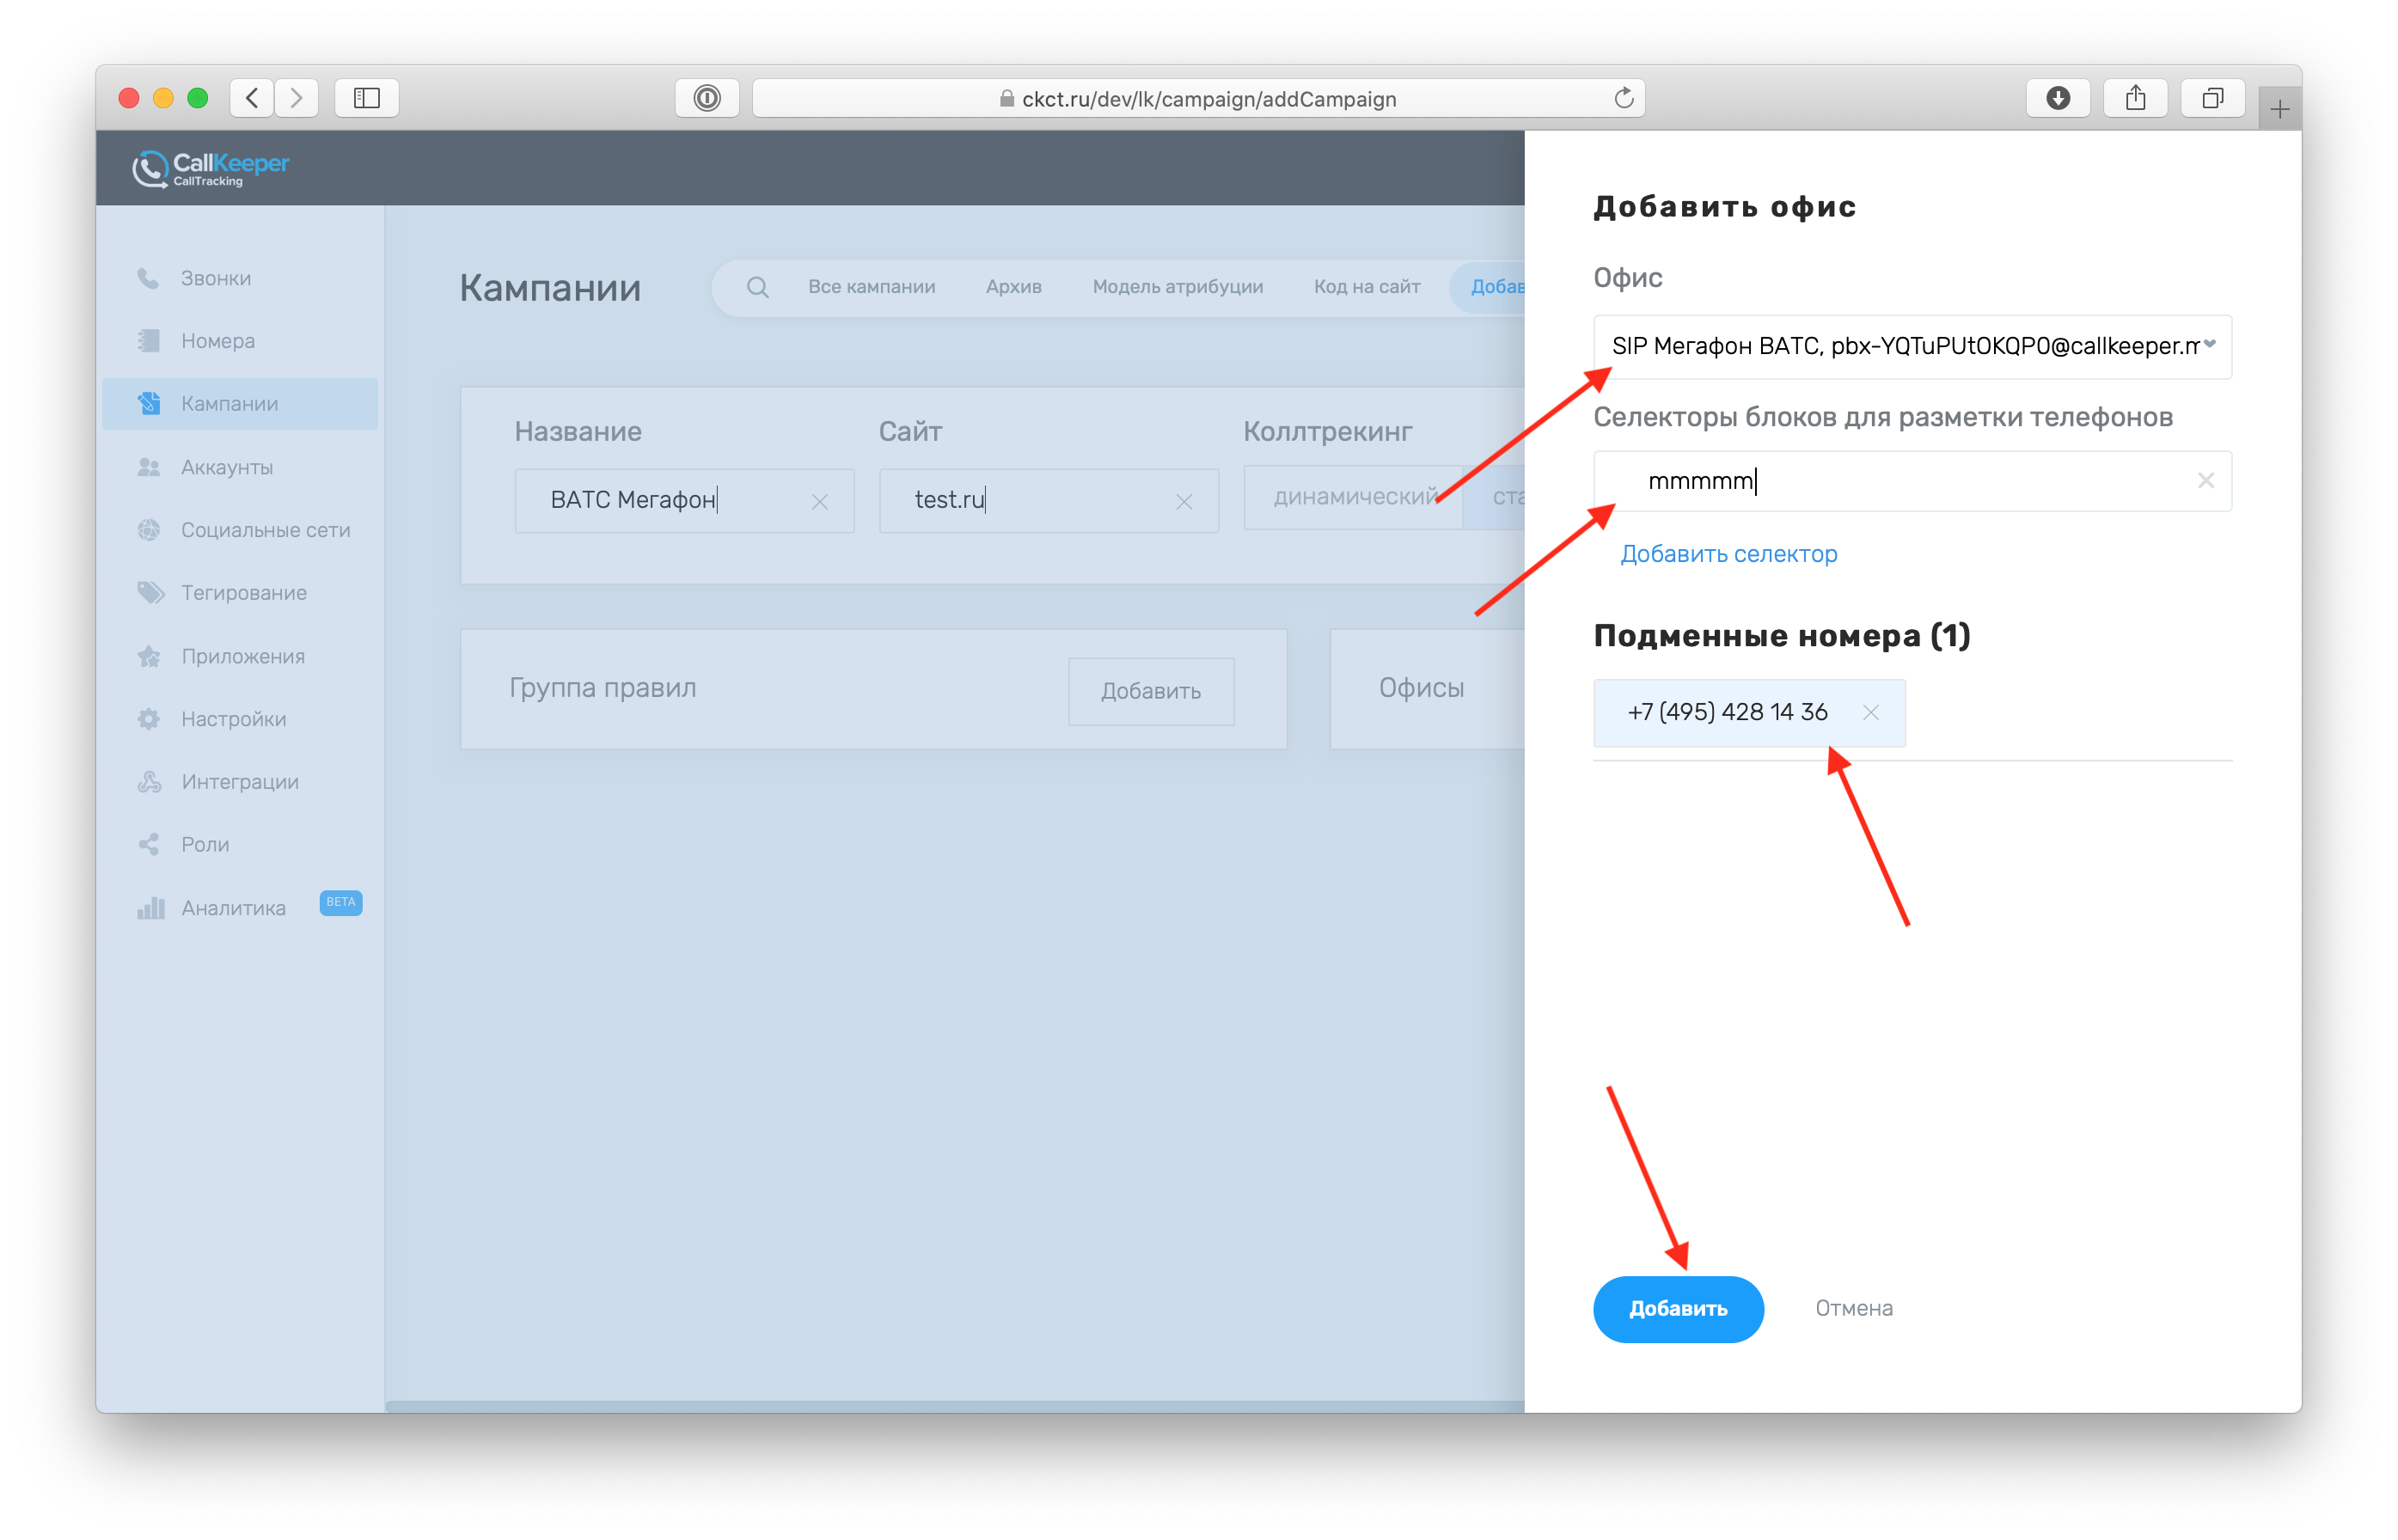 ckct.ru/dev/lk/campaign/addCampaign
CallKeeper
CallTracking
Звонки
Номера
Кампании
Аккаунты
Социальные сети
Тегирование
Приложения
Настройки
Интеграции
Роли
Аналитика BETA
Кампании
Все кампании Архив Модель атрибуции Код на сайт Добав
Название Сайт Коллтрекинг
ВАТС Мегафон test.ru динамический ста
Группа правил Добавить Офисы
Добавить офис
Офис
SIP Мегафон ВАТС, pbx-YQTuPUtOKQP0@callkeeper.m
Селекторы блоков для разметки телефонов
mmmmm
Добавить селектор
Подменные номера (1)
+7 (495) 428 14 36
Добавить Отмена